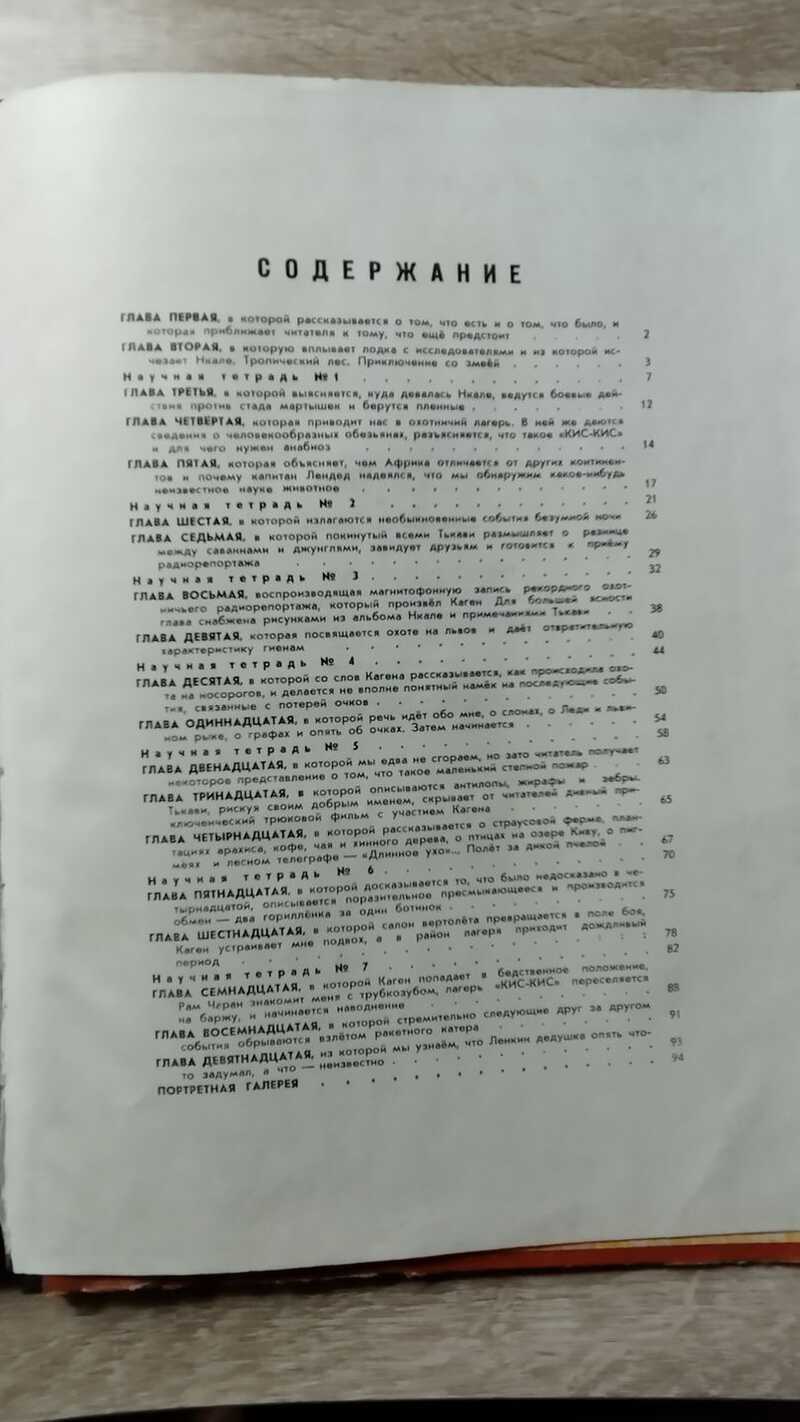 СОДЕРЖАНИЕ
ГЛАВА ПЕРВАЯ, в которой рассказывается о том, что есть и о том, что было, и
которая приближает читателя к тому, что ещё предстоит . . . . . 2
ГЛАВА ВТОРАЯ, в которую вплывает лодка с исследователями и из которой ис-
чезает Нкале. Тропический лес. Приключение со змеёй . . . . . . 3
Научная тетрадь №1 . . . . . . . . . . . . . 7
ГЛАВА ТРЕТЬЯ, в которой выясняется, куда девалась Нкале, ведутся боевые дей-
ствия против стада мартышек и берутся пленные . . . . . . . . 12
ГЛАВА ЧЕТВЕРТАЯ, которая приводит нас в охотничий лагерь. В ней же даются
сведения о человекообразных обезьянах, разъясняется, что такое «КИС-КИС»
и для чего нужен анабиоз . . . . . . . . . . . . . 14
ГЛАВА ПЯТАЯ, которая объясняет, чем Африка отличается от других континен-
тов и почему капитан Лендед надеялся, что мы обнаружим какое-нибудь
неизвестное науке животное . . . . . . . . . . . . 17
Научная тетрадь № 2 . . . . . . . . . . . . . 21
ГЛАВА ШЕСТАЯ, в которой излагаются необыкновенные события безумной ночи 26
ГЛАВА СЕДЬМАЯ, в которой покинутый всеми Тькави размышляет о разнице
между саваннами и джунглями, завидует друзьям и готовится к приёму
радиорепортажа . . . . . . . . . . . . . 29
Научная тетрадь № 3 . . . . . . . . . . . . . 32
ГЛАВА ВОСЬМАЯ, воспроизводящая магнитофонную запись рекордного охот-
ничьего радиорепортажа, который произвёл Каген Для большей ясности
глава снабжена рисунками из альбома Нкале и примечаниями Тькави . . 38
ГЛАВА ДЕВЯТАЯ, которая посвящается охоте на львов и даёт отвратительную
характеристику гиенам . . . . . . . . . . . . 40
Научная тетрадь № 4 . . . . . . . . . . . . 44
ГЛАВА ДЕСЯТАЯ, в которой со слов Кагена рассказывается, как происходила охо-
та на носорогов, и делается не вполне понятный намёк на последующие собы-
тия, связанные с потерей очков . . . . . . . . . . . 50
ГЛАВА ОДИННАДЦАТАЯ, в которой речь идёт обо мне, о слонах, о Леди и льви-
ном рыке, о графах и опять об очках. Затем начинается . . . . . 54
Научная тетрадь № 5 . . . . . . . . . . . . 58
ГЛАВА ДВЕНАДЦАТАЯ, в которой мы едва не сгораем, но зато читатель получает
некоторое представление о том, что такое маленький степной пожар . . . 63
ГЛАВА ТРИНАДЦАТАЯ, в которой описываются антилопы, жирафы и зебры.
Тькави, рискуя своим добрым именем, скрывает от читателей дивный при-
ключенческий трюковой фильм с участием Кагена . . . . . . 65
ГЛАВА ЧЕТЫРНАДЦАТАЯ, в которой рассказывается о страусовой ферме, план-
тациях арахиса, кофе, чая и хинного дерева, о птицах на озере Киву, о пиг-
меях и лесном телеграфе — «Длинное ухо»... Полёт за дикой пчелой . . 67
Научная тетрадь № 6 . . . . . . . . . . . . 70
ГЛАВА ПЯТНАДЦАТАЯ, в которой досказывается то, что было недосказано в че-
тырнадцатой, описывается поразительное пресмыкающееся и производится
обмен — два гориллёнка за один ботинок . . . . . . . . . 75
ГЛАВА ШЕСТНАДЦАТАЯ, в которой салон вертолёта превращается в поле боя,
Каген устраивает мне подвох, а в район лагеря приходит дождливый
период . . . . . . . . . . . . . 78
Научная тетрадь № 7 . . . . . . . . . . . . 82
ГЛАВА СЕМНАДЦАТАЯ, в которой Каген попадает в бедственное положение,
Рам Чаран знакомит меня с трубкозубом, лагерь «КИС-КИС» переселяется
на баржу, и начинается наводнение . . . . . . . . . 88
ГЛАВА ВОСЕМНАДЦАТАЯ, в которой стремительно следующие друг за другом
события обрываются взлётом ракетного катера . . . . . . . 91
ГЛАВА ДЕВЯТНАДЦАТАЯ, из которой мы узнаём, что Ленкин дедушка опять что-
то задумал, а что — неизвестно . . . . . . . . . . 93
ПОРТРЕТНАЯ ГАЛЕРЕЯ . . . . . . . . . . . . . 94